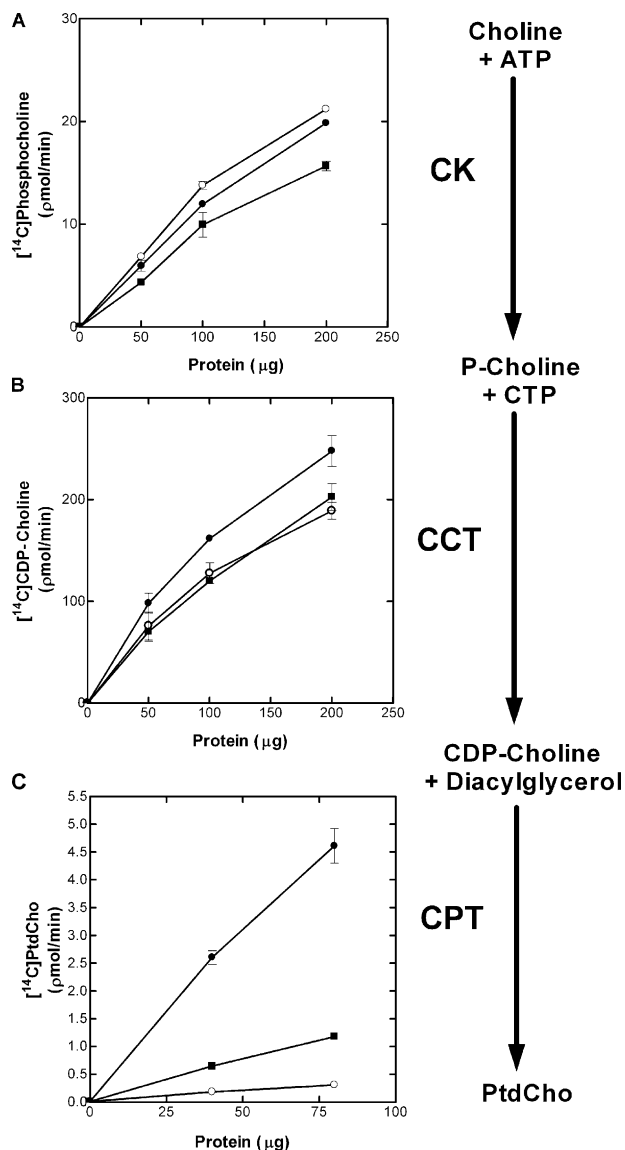 A
30
20
10
0
0
50
100
150
200
250
[¹⁴C]Phosphocholine
(ρmol/min)
Protein ( μg)
Choline
+ ATP
CK
P-Choline
+ CTP
B
300
200
100
0
0
50
100
150
200
250
[¹⁴C]CDP-Choline
(ρmol/min)
Protein ( μg)
CCT
CDP-Choline
+ Diacylglycerol
C
5.5
5.0
4.5
4.0
3.5
3.0
2.5
2.0
1.5
1.0
0.5
0.0
0
25
50
75
100
[¹⁴C]PtdCho
(ρmol/min)
Protein ( μg)
CPT
PtdCho